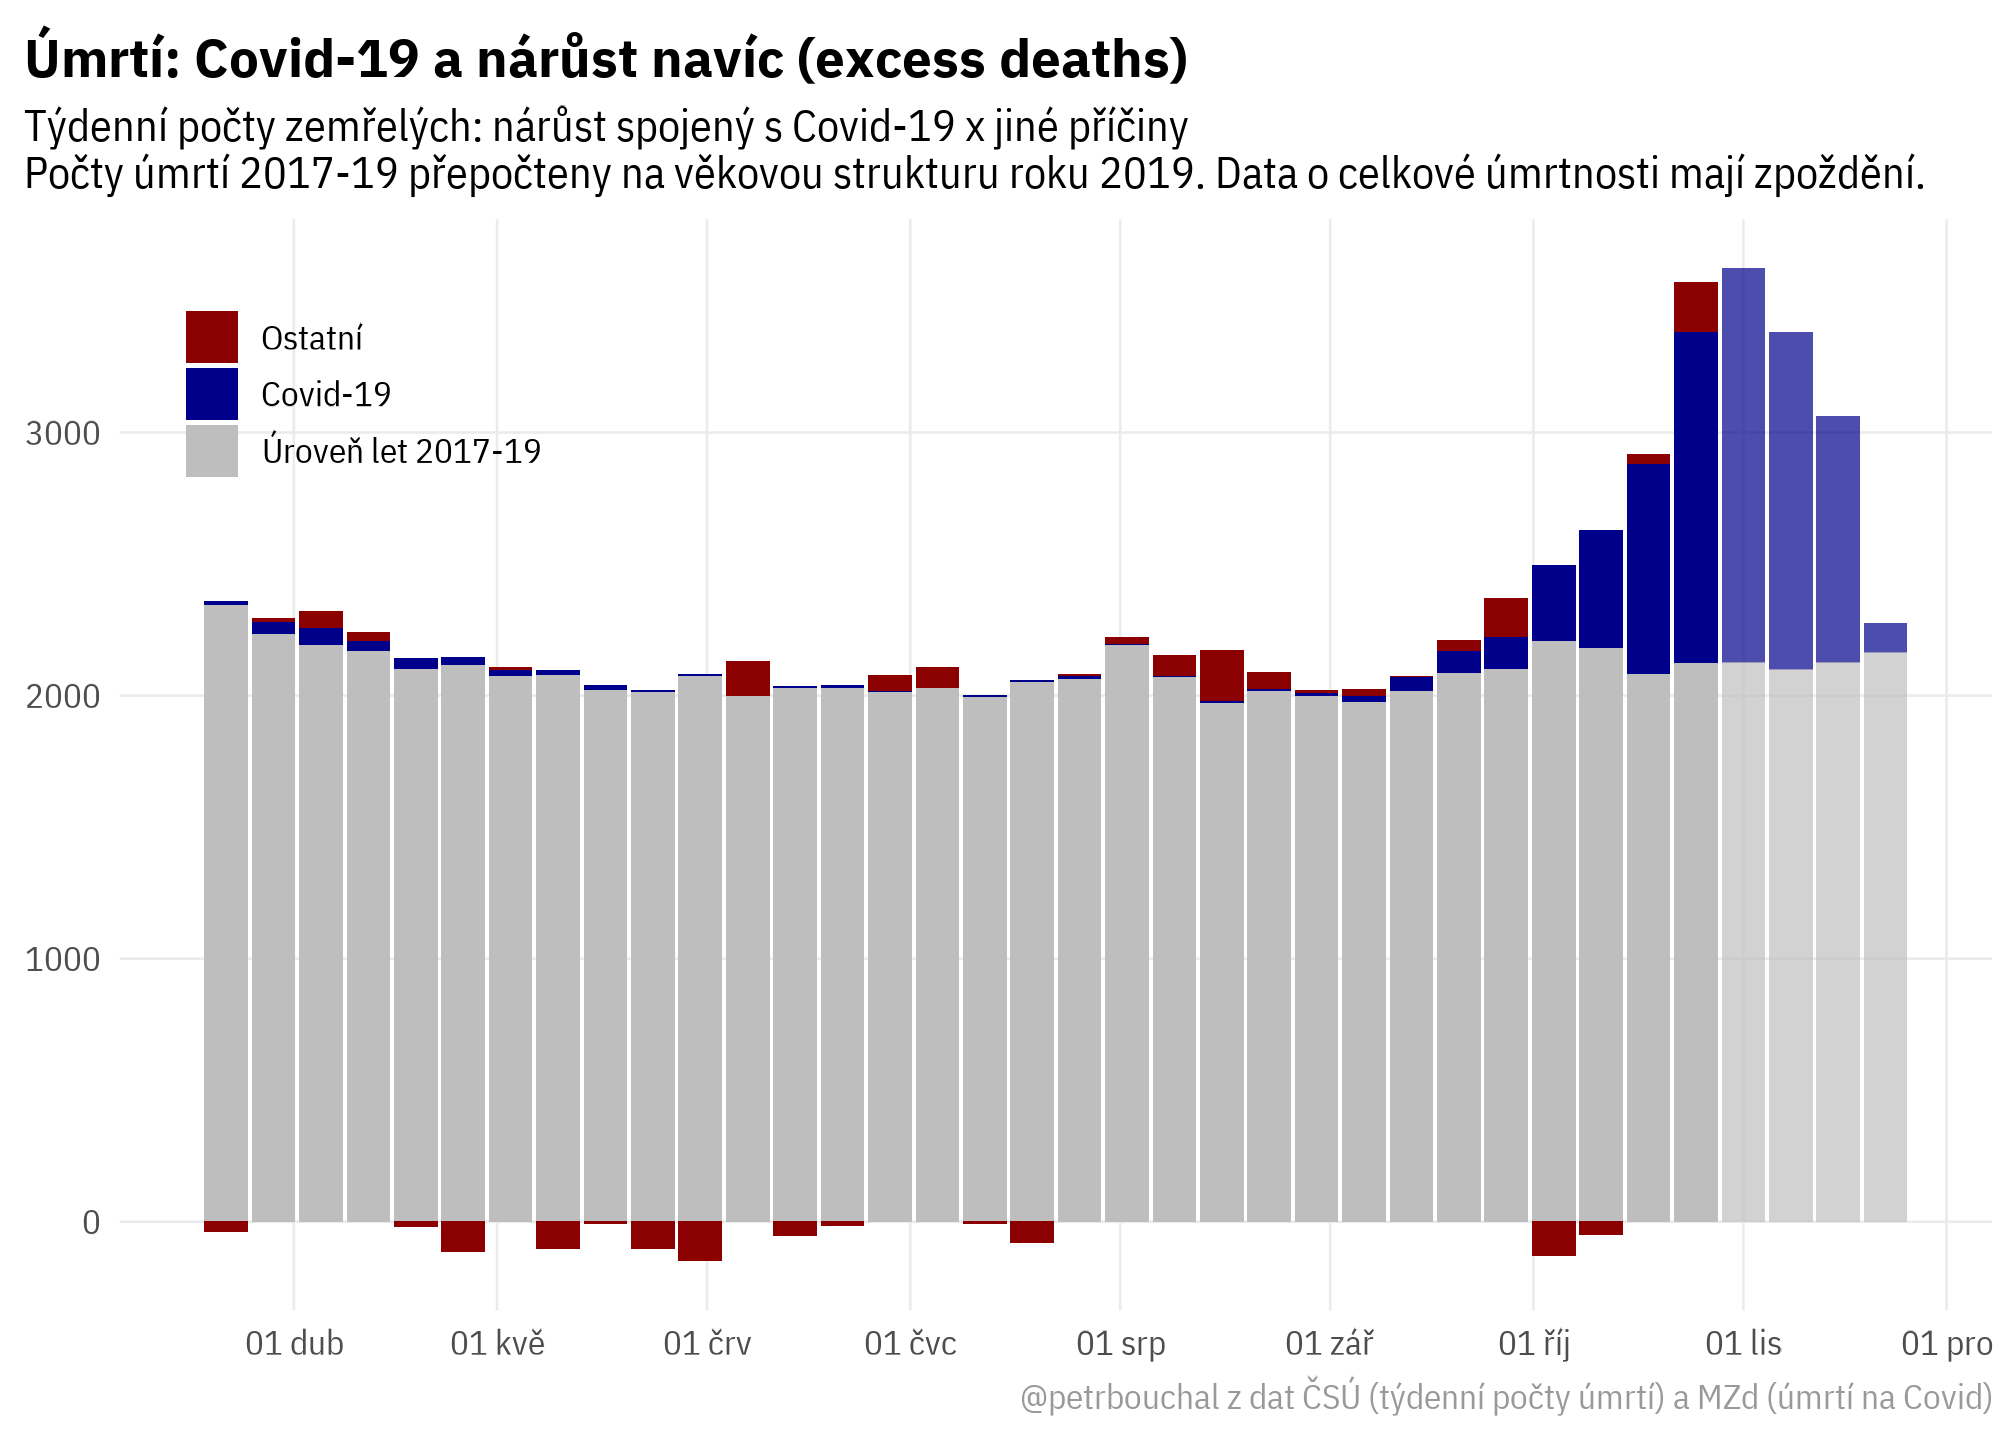 Úmrtí: Covid-19 a nárůst navíc (excess deaths)
Týdenní počty zemřelých: nárůst spojený s Covid-19 x jiné příčiny
Počty úmrtí 2017-19 přepočteny na věkovou strukturu roku 2019. Data o celkové úmrtnosti mají zpoždění.
Ostatní
Covid-19
Úroveň let 2017-19
3000
2000
1000
0
01 dub 01 kvě 01 črv 01 čvc 01 srp 01 zář 01 říj 01 lis 01 pro
@petrbouchal z dat ČSÚ (týdenní počty úmrtí) a MZd (úmrtí na Covid)